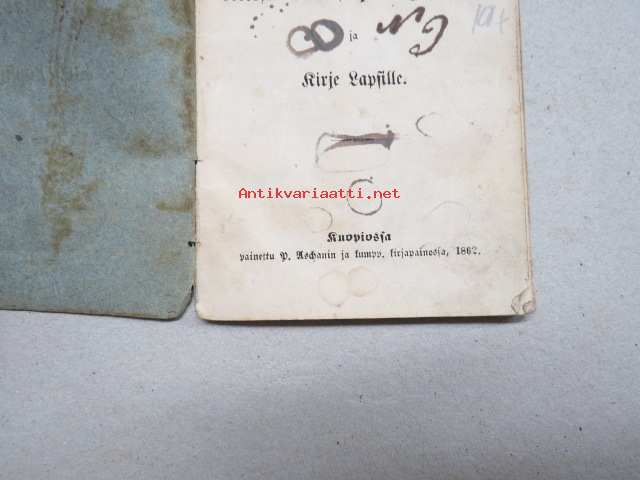 ja
Kirje Lapsille.
Antikvariaatti.net
Kuopiossa
painettu P. Aschanin ja kumpp. kirjapainossa, 1862.